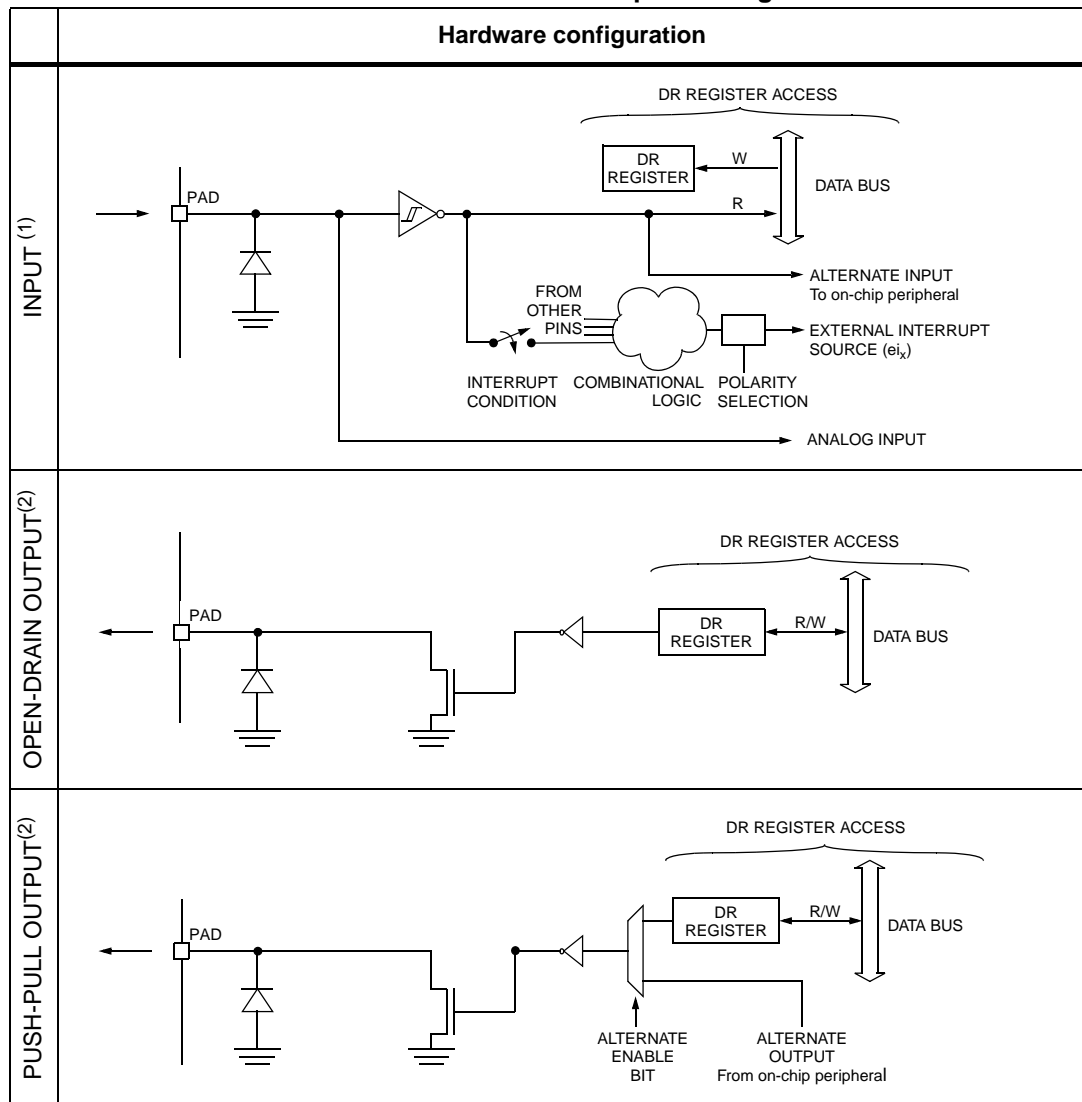 Hardware configuration
INPUT (1)
DR REGISTER ACCESS
DR
REGISTER
W
DATA BUS
PAD
R
ALTERNATE INPUT
To on-chip peripheral
FROM
OTHER
PINS
EXTERNAL INTERRUPT
SOURCE (eix)
INTERRUPT
CONDITION
COMBINATIONAL
LOGIC
POLARITY
SELECTION
ANALOG INPUT
OPEN-DRAIN OUTPUT(2)
DR REGISTER ACCESS
PAD
DR
REGISTER
R/W
DATA BUS
PUSH-PULL OUTPUT(2)
DR REGISTER ACCESS
PAD
DR
REGISTER
R/W
DATA BUS
ALTERNATE
ENABLE
BIT
ALTERNATE
OUTPUT
From on-chip peripheral